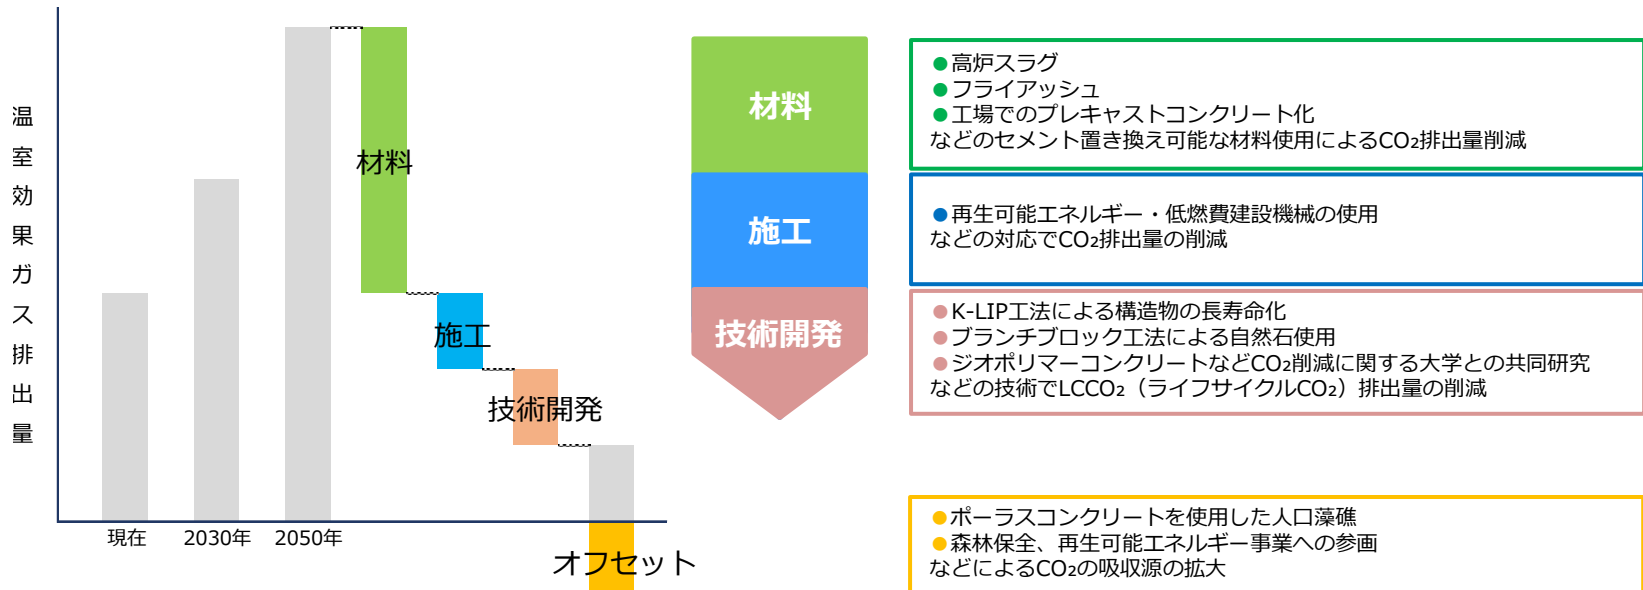 温室効果ガス排出量
材料
施工
技術開発
オフセット
現在
2030年
2050年
材料
施工
技術開発
●高炉スラグ
●フライアッシュ
●工場でのプレキャストコンクリート化
などのセメント置き換え可能な材料使用によるCO₂排出量削減
●再生可能エネルギー・低燃費建設機械の使用
などの対応でCO₂排出量の削減
●K-LIP工法による構造物の長寿命化
●ブランチブロック工法による自然石使用
●ジオポリマーコンクリートなどCO₂削減に関する大学との共同研究
などの技術でLCCO₂（ライフサイクルCO₂）排出量の削減
●ポーラスコンクリートを使用した人口藻礁
●森林保全、再生可能エネルギー事業への参画
などによるCO₂の吸収源の拡大